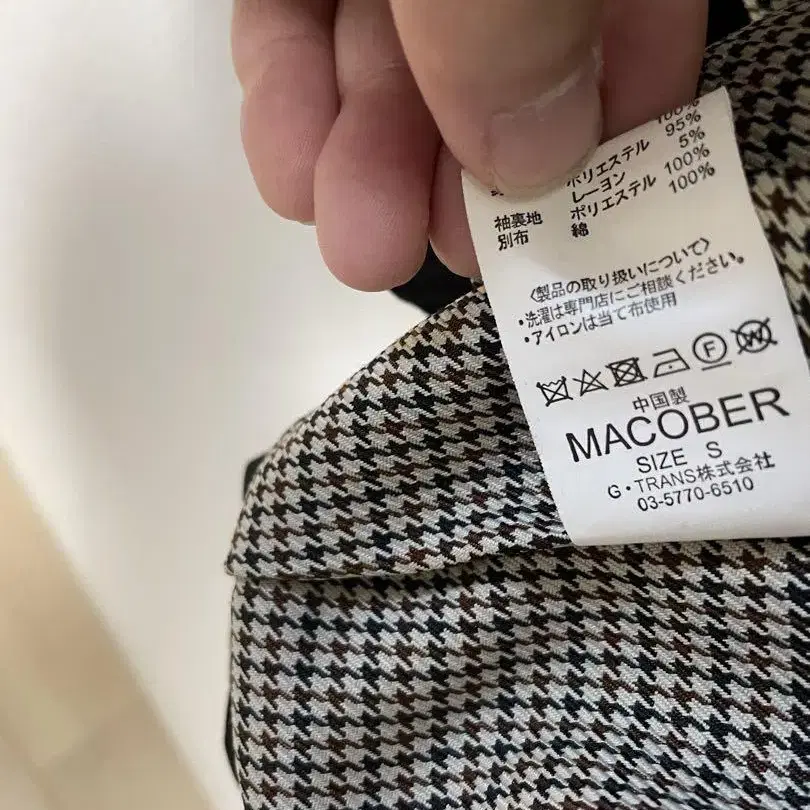 100%
95%
ポリエステル 5%
レーヨン 100%
袖裏地 ポリエステル 100%
別布 綿
〈製品の取り扱いについて〉
・洗濯は専門店にご相談ください。
・アイロンは当て布使用
F W
中国製
MACOBER
SIZE S
G・TRANS株式会社
03-5770-6510